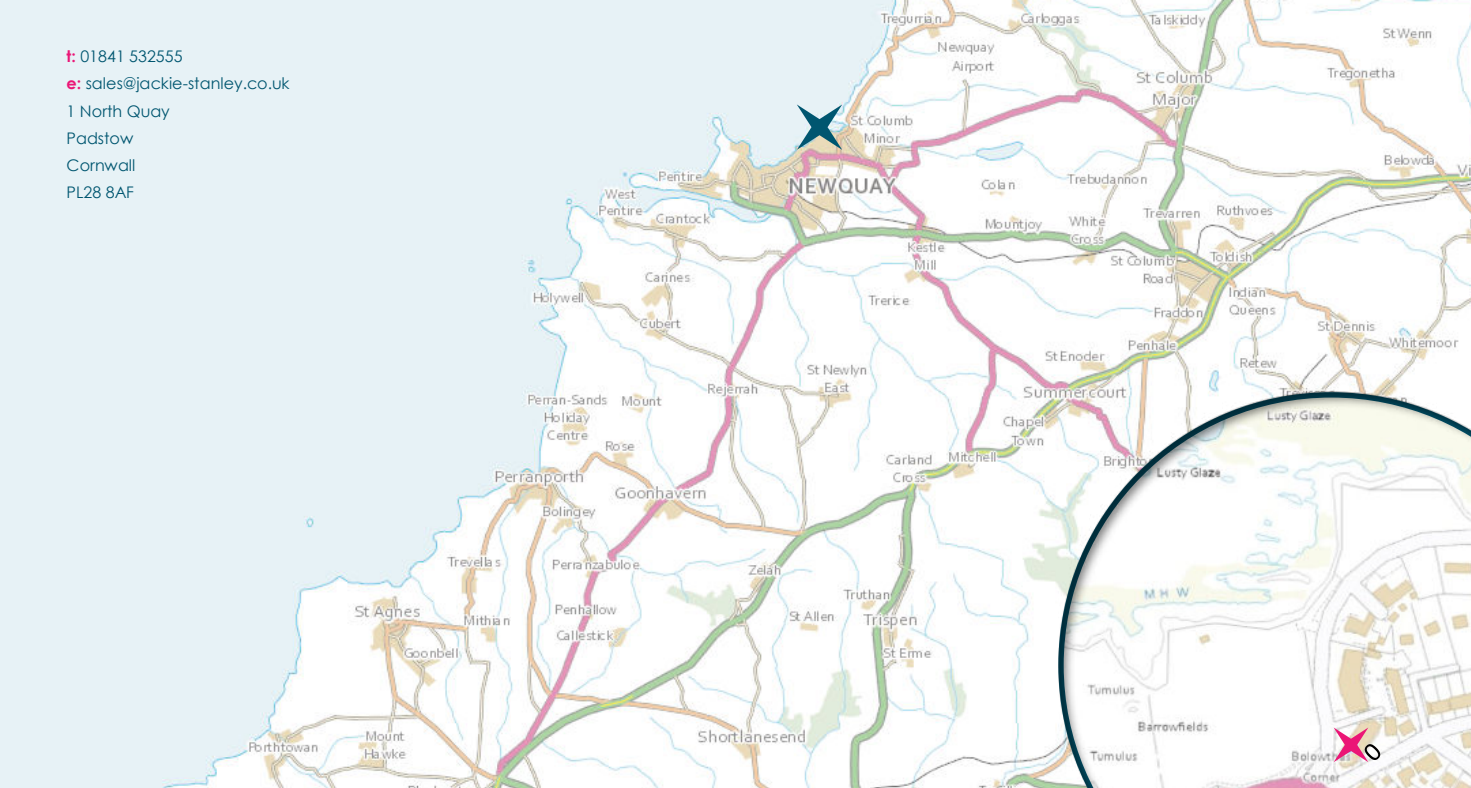 t: 01841 532555
e: sales@jackie-stanley.co.uk
1 North Quay
Padstow
Cornwall
PL28 8AF
Tregurrian
Carloggas
Talskiddy
St Wenn
Newquay
Airport
St Columb
Major
Tregonetha
St Columb
Minor
Belowda
Pentire
NEWQUAY
Colan
Trebudannon
West
Pentire
Crantock
Mountjoy
White
Cross
Trevarren
Ruthvoes
Kestle
Mill
St Columb
Road
Toldish
Carines
Holywell
Trerice
Indian
Queens
Fraddon
Cubert
St Dennis
Whitemoor
Penhale
St Enoder
Retew
St Newlyn
East
Rejerrah
Summercourt
Perran-Sands
Holiday
Centre
Mount
Chapel
Town
Rose
Carland
Cross
Mitchell
Perranporth
Goonhavern
Bolingey
Trevellas
Perranzabuloe
Zelah
St Agnes
Mithian
Penhallow
Callestick
St Allen
Truthan
Trispen
Goonbell
St Erme
Porthtowan
Mount
Hawke
Shortlanesend
Lusty Glaze
Lusty Glaze
MHW
Tumulus
Barrowfields
Tumulus
Corner